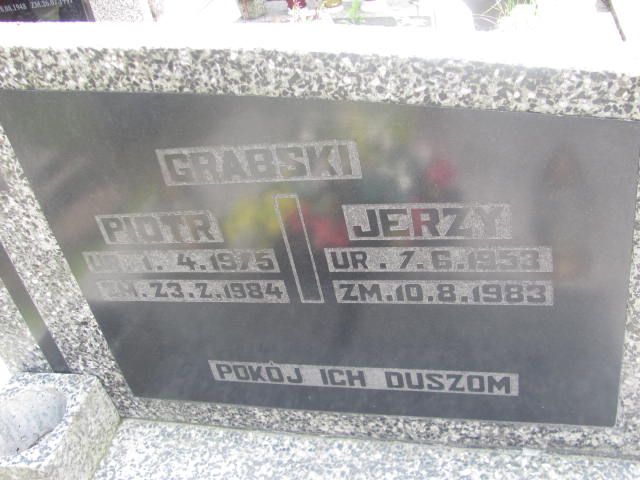 GRABSKI
PIOTR
UR. 1. 4. 1975
ZM. 23. 2. 1984
JERZY
UR. 7. 6. 1953
ZM. 10. 8. 1983
POKÓJ ICH DUSZOM